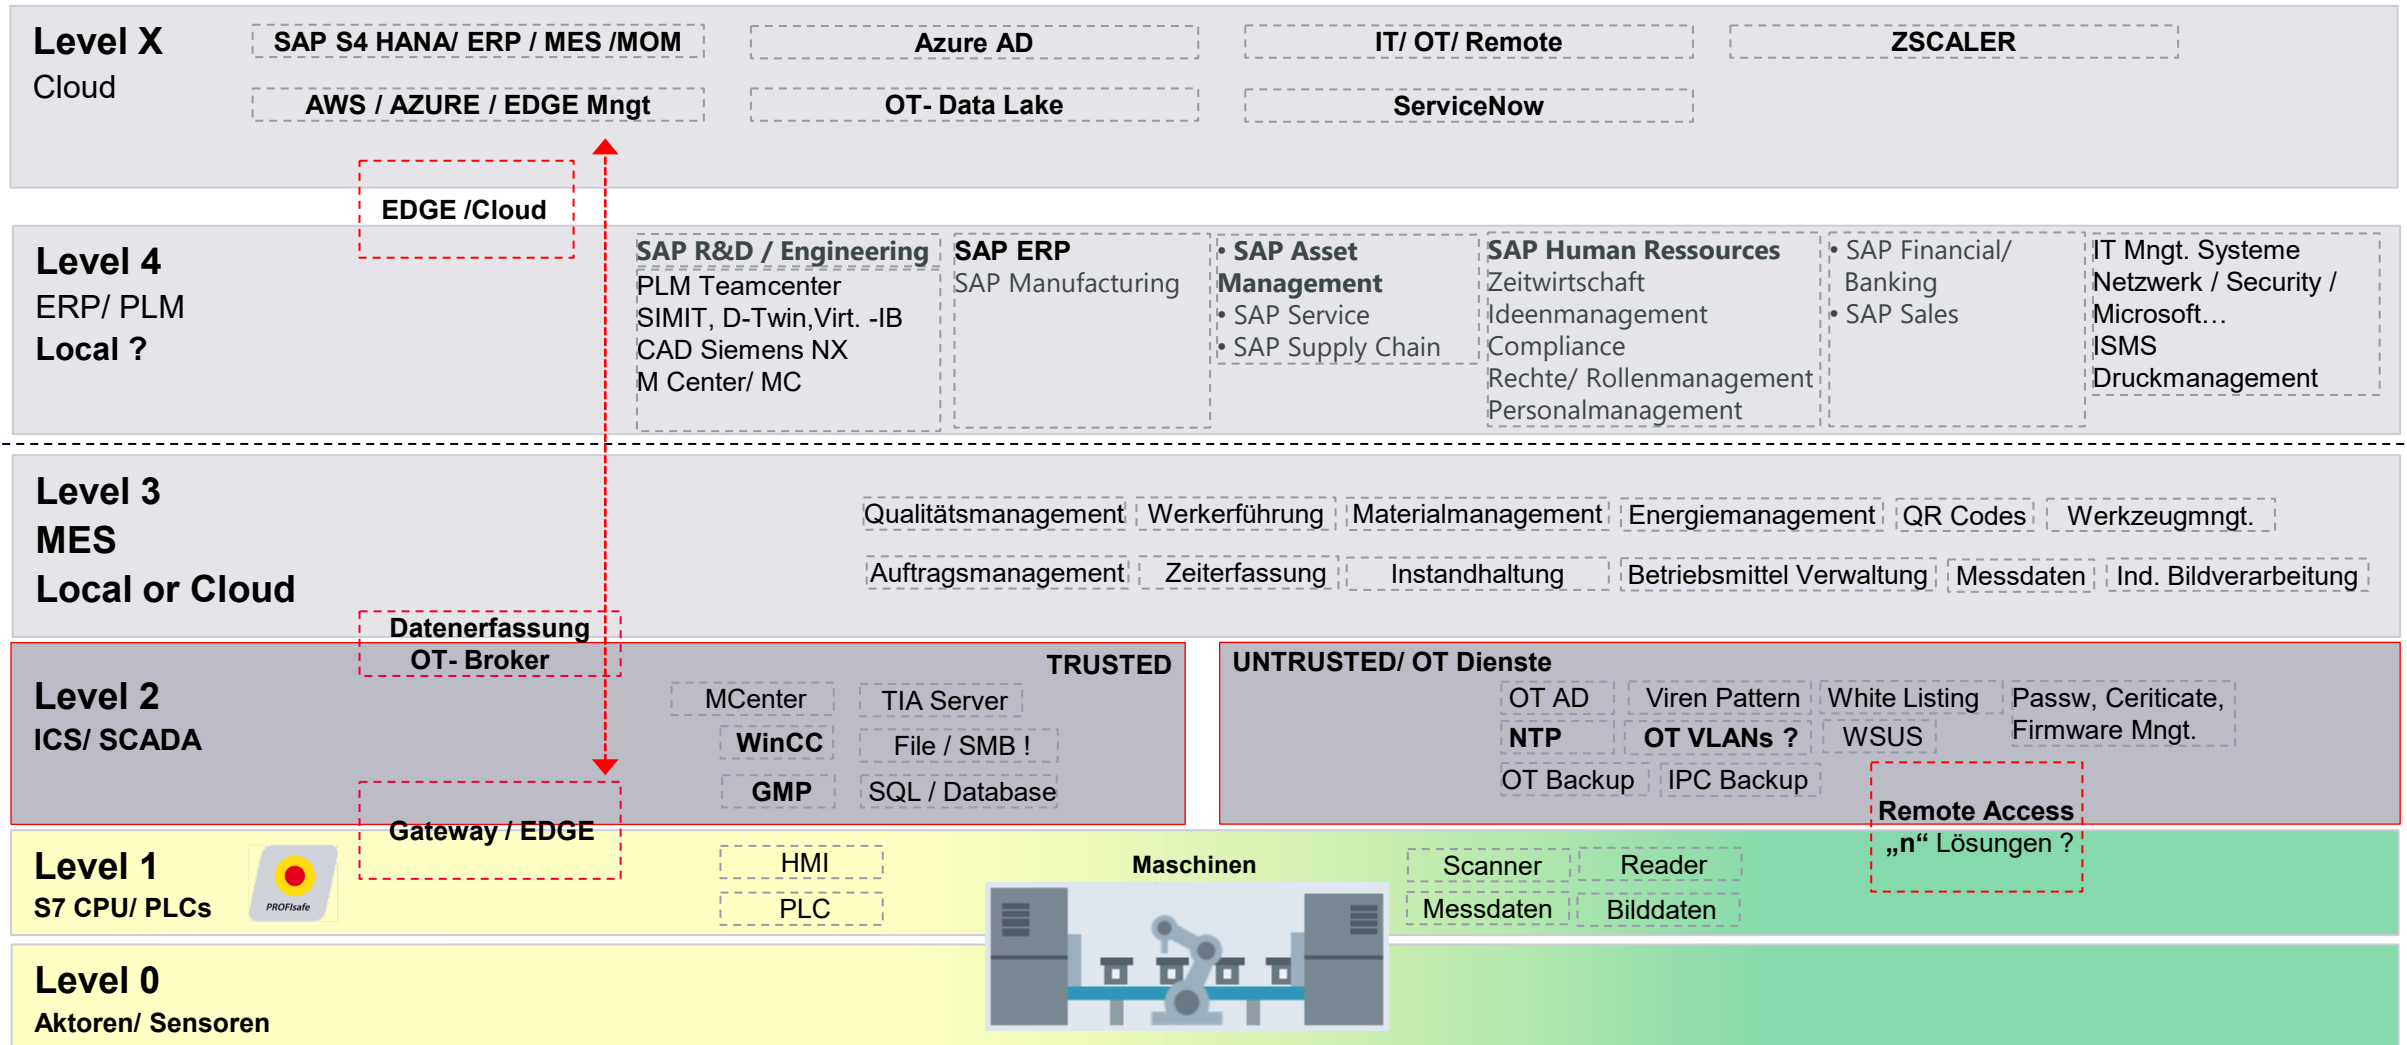 Level X
Cloud
SAP S4 HANA/ ERP / MES /MOM
Azure AD
IT/ OT/ Remote
ZSCALER
AWS / AZURE / EDGE Mngt
OT- Data Lake
ServiceNow
EDGE /Cloud
Level 4
ERP/ PLM
Local ?
SAP R&D / Engineering
PLM Teamcenter
SIMIT, D-Twin,Virt. -IB
CAD Siemens NX
M Center/ MC
SAP ERP
SAP Manufacturing
• SAP Asset
Management
• SAP Service
• SAP Supply Chain
SAP Human Ressources
Zeitwirtschaft
Ideenmanagement
Compliance
Rechte/ Rollenmanagement
Personalmanagement
• SAP Financial/
Banking
• SAP Sales
IT Mngt. Systeme
Netzwerk / Security /
Microsoft…
ISMS
Druckmanagement
Level 3
MES
Local or Cloud
Qualitätsmanagement
Werkerführung
Materialmanagement
Energiemanagement
QR Codes
Werkzeugmngt.
Auftragsmanagement
Zeiterfassung
Instandhaltung
Betriebsmittel Verwaltung
Messdaten
Ind. Bildverarbeitung
Datenerfassung
OT- Broker
Level 2
ICS/ SCADA
TRUSTED
MCenter
TIA Server
WinCC
File / SMB !
GMP
SQL / Database
UNTRUSTED/ OT Dienste
OT AD
Viren Pattern
White Listing
Passw, Ceriticate,
Firmware Mngt.
NTP
OT VLANs ?
WSUS
OT Backup
IPC Backup
Remote Access
„n“ Lösungen ?
Gateway / EDGE
Level 1
S7 CPU/ PLCs
PROFIsafe
HMI
PLC
Maschinen
Scanner
Reader
Messdaten
Bilddaten
Level 0
Aktoren/ Sensoren